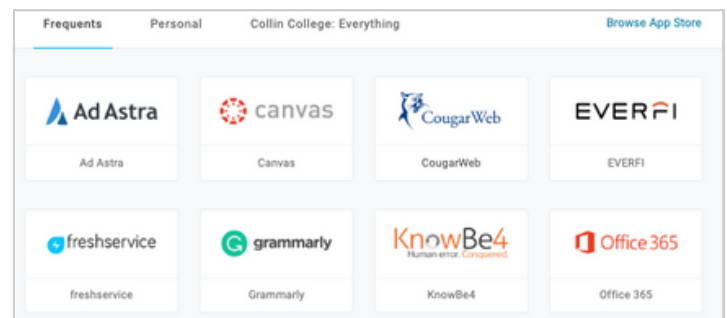 Frequents Personal Collin College: Everything Browse App Store
Ad Astra canvas CougarWeb EVERFI
Ad Astra Canvas CougarWeb EVERFI
freshservice grammarly KnowBe4 Office 365
Human error. Conquered.
freshservice Grammarly KnowBe4 Office 365